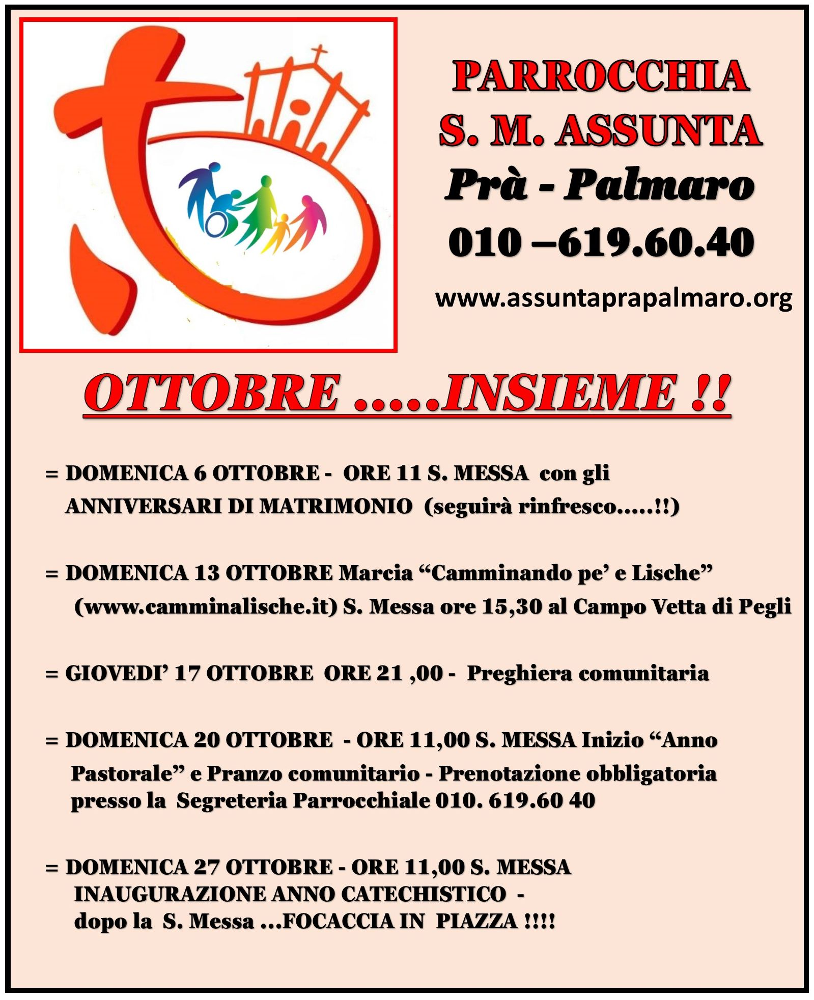 PARROCCHIA
S. M. ASSUNTA
Prà - Palmaro
010 –619.60.40
www.assuntaprapalmaro.org
OTTOBRE .....INSIEME !!
= DOMENICA 6 OTTOBRE - ORE 11 S. MESSA con gli
ANNIVERSARI DI MATRIMONIO (seguirà rinfresco.....!!)
= DOMENICA 13 OTTOBRE Marcia “Camminando pe’ e Lische”
(www.camminalische.it) S. Messa ore 15,30 al Campo Vetta di Pegli
= GIOVEDI’ 17 OTTOBRE ORE 21 ,00 - Preghiera comunitaria
= DOMENICA 20 OTTOBRE - ORE 11,00 S. MESSA Inizio “Anno
Pastorale” e Pranzo comunitario - Prenotazione obbligatoria
presso la Segreteria Parrocchiale 010. 619.60 40
= DOMENICA 27 OTTOBRE - ORE 11,00 S. MESSA
INAUGURAZIONE ANNO CATECHISTICO -
dopo la S. Messa ...FOCACCIA IN PIAZZA !!!!